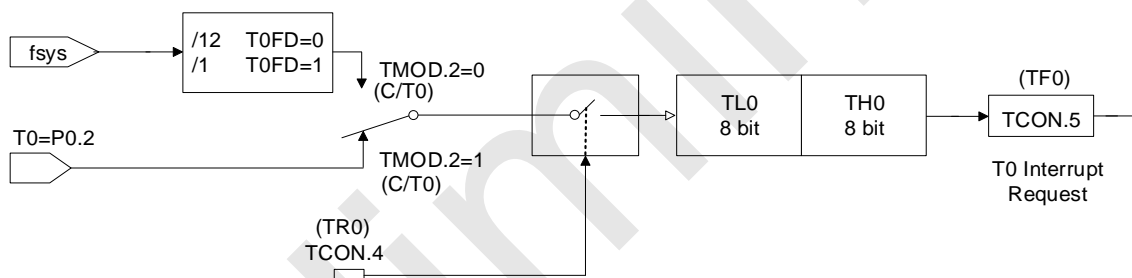 fsys
/12 T0FD=0
/1 T0FD=1
TMOD.2=0
(C/T0)
T0=P0.2
TMOD.2=1
(C/T0)
(TR0)
TCON.4
TL0
8 bit
TH0
8 bit
(TF0)
TCON.5
T0 Interrupt
Request